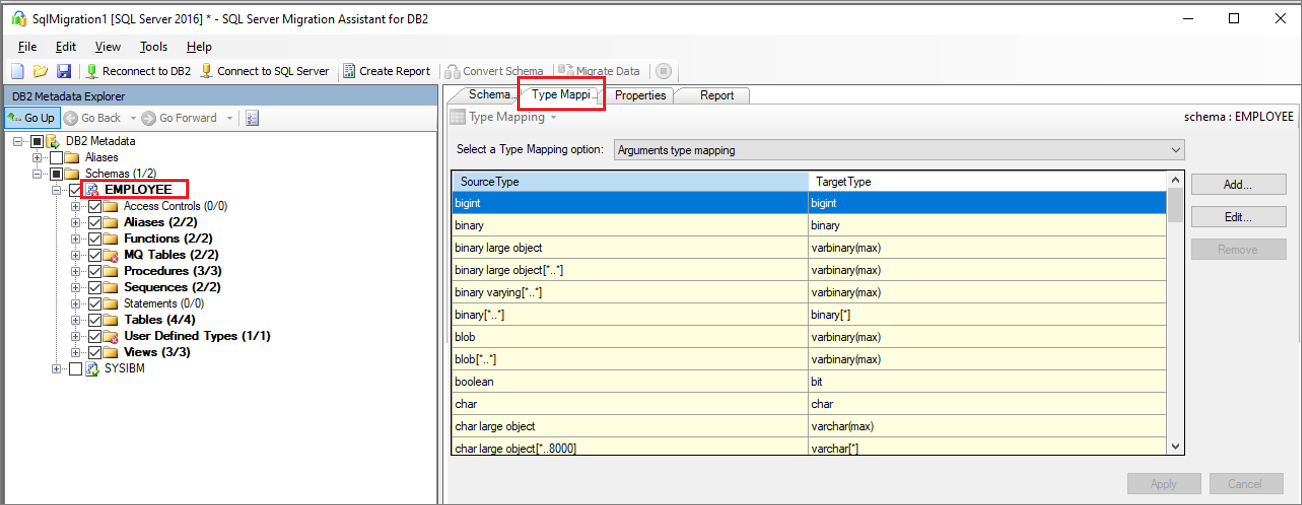 SqlMigration1 [SQL Server 2016] * - SQL Server Migration Assistant for DB2
File Edit View Tools Help
Reconnect to DB2 Connect to SQL Server Create Report Convert Schema Migrate Data
DB2 Metadata Explorer
Go Up Go Back Go Forward
DB2 Metadata
Aliases
Schemas (1/2)
EMPLOYEE
Access Controls (0/0)
Aliases (2/2)
Functions (2/2)
MQ Tables (2/2)
Procedures (3/3)
Sequences (2/2)
Statements (0/0)
Tables (4/4)
User Defined Types (1/1)
Views (3/3)
SYSIBM
Schema... Type Mappi... Properties Report
Type Mapping schema : EMPLOYEE
Select a Type Mapping option: Arguments type mapping
Source Type Target Type
bigint bigint
binary binary
binary large object varbinary(max)
binary large object[*..*] varbinary(max)
binary varying[*..*] varbinary(max)
binary[*..*] binary[*]
blob varbinary(max)
blob[*..*] varbinary(max)
boolean bit
char char
char large object varchar(max)
char large object[*..8000] varchar[*]
Add...
Edit...
Remove
Apply Cancel